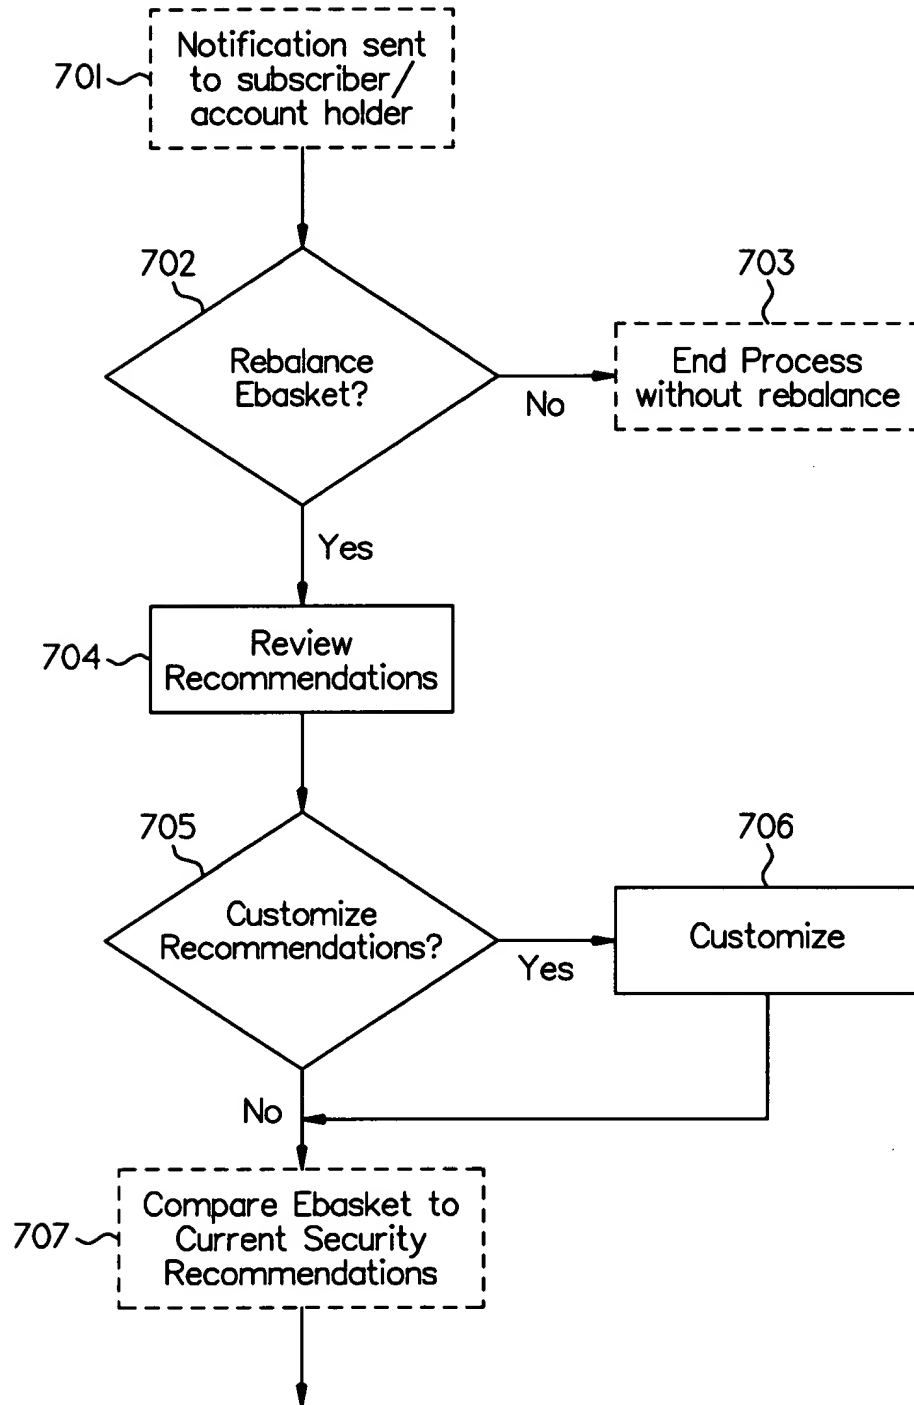 Notification sent
to subscriber/
account holder
701
702
Rebalance
Ebasket?
No
703
End Process
without rebalance
Yes
704
Review
Recommendations
705
Customize
Recommendations?
Yes
706
Customize
No
707
Compare Ebasket to
Current Security
Recommendations